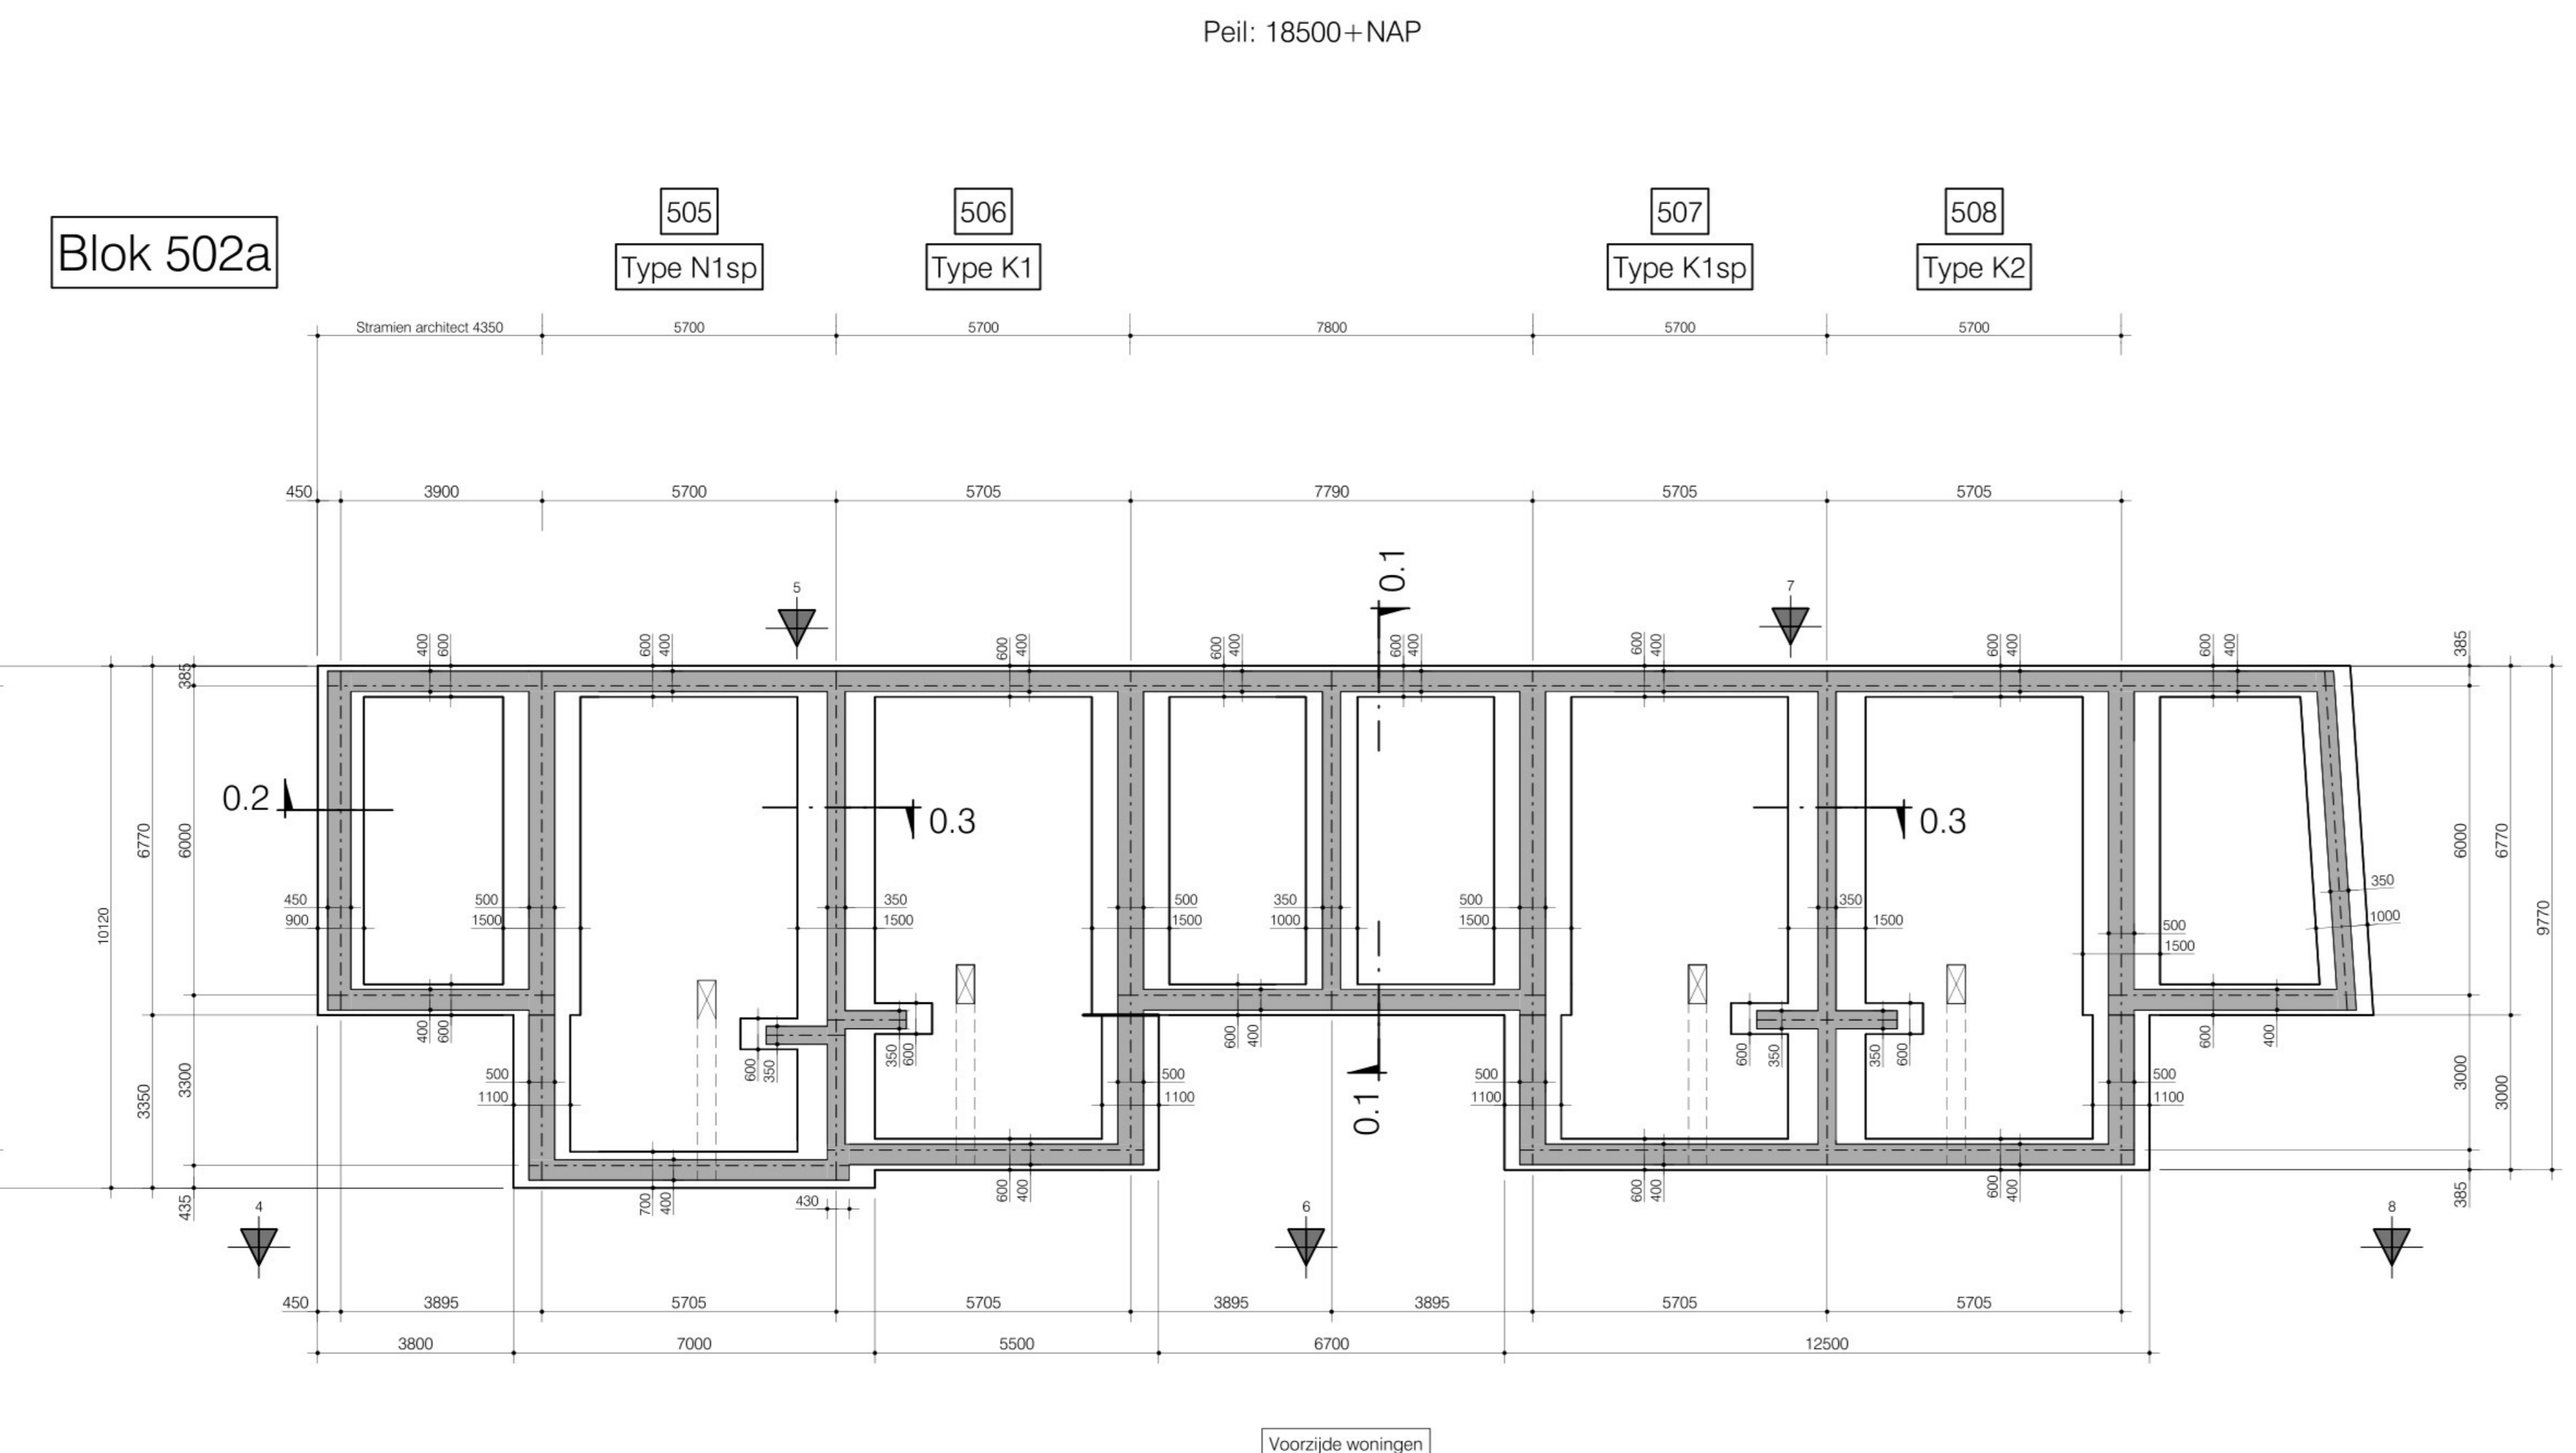 Peil: 18500+NAP
505 506 507 508
Blok 502a
Type N1sp Type K1 Type K1sp Type K2
Stramien architect 4350 5700 5700 7800 5700 5700
450 3900 5700 5705 7790 5705 5705
0.1
5 7
400 600 600 400 600 400 600 400 600 400 600 400 600 400 600 400
385 385
0.2 0.3 0.3
6770 6000 6000 6770
10120 9770
450 500 350 500 350 500 350 350
900 1500 1500 1500 1000 1500 1500 1000
500
1500
400 600 600 400 600 400
600 350 350 600 600 350 350 600
3350 3300 3000 3000
500 500 500 500
1100 1100 1100 1100
0.1
435 700 400 430 600 400 600 400 600 400 385
4 6 8
450 3895 5705 5705 3895 3895 5705 5705
3800 7000 5500 6700 12500
Voorzijde woningen